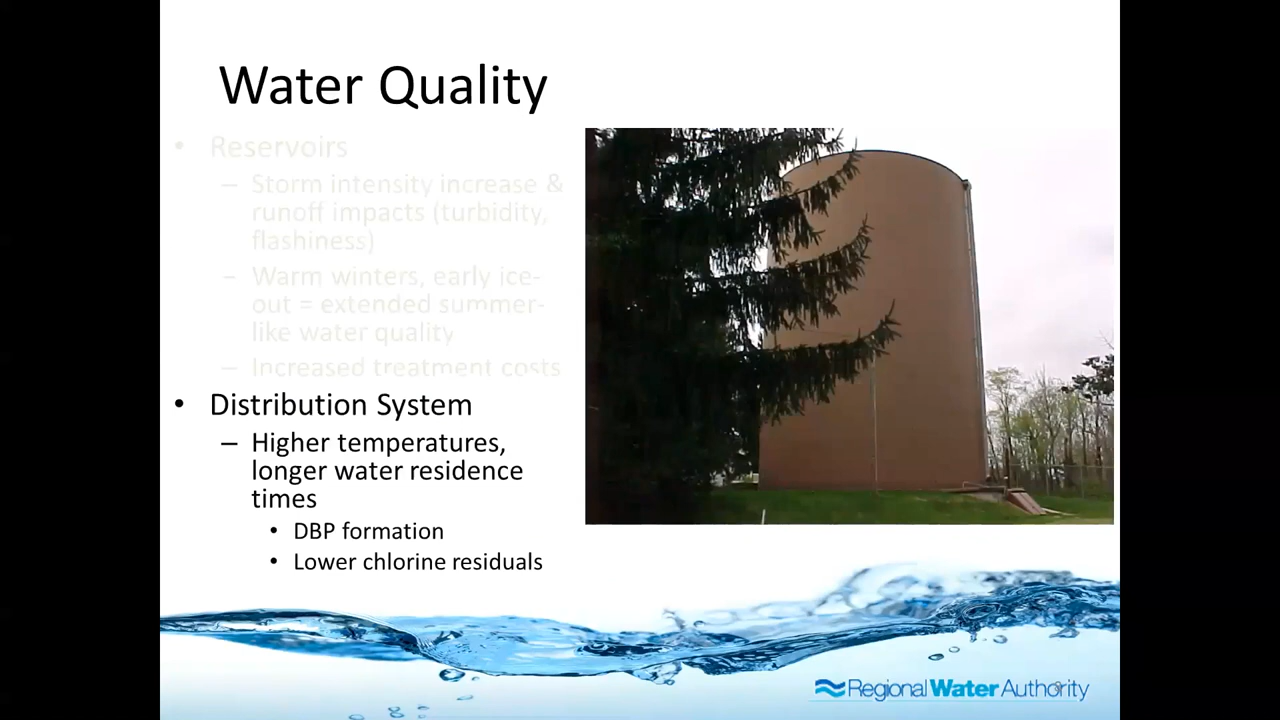 Water Quality
• Reservoirs
– Storm intensity increase &
runoff impacts (turbidity,
flashiness)
– Warm winters, early ice-
out = extended summer-
like water quality
– Increased treatment costs
• Distribution System
– Higher temperatures,
longer water residence
times
• DBP formation
• Lower chlorine residuals
Regional Water Authority